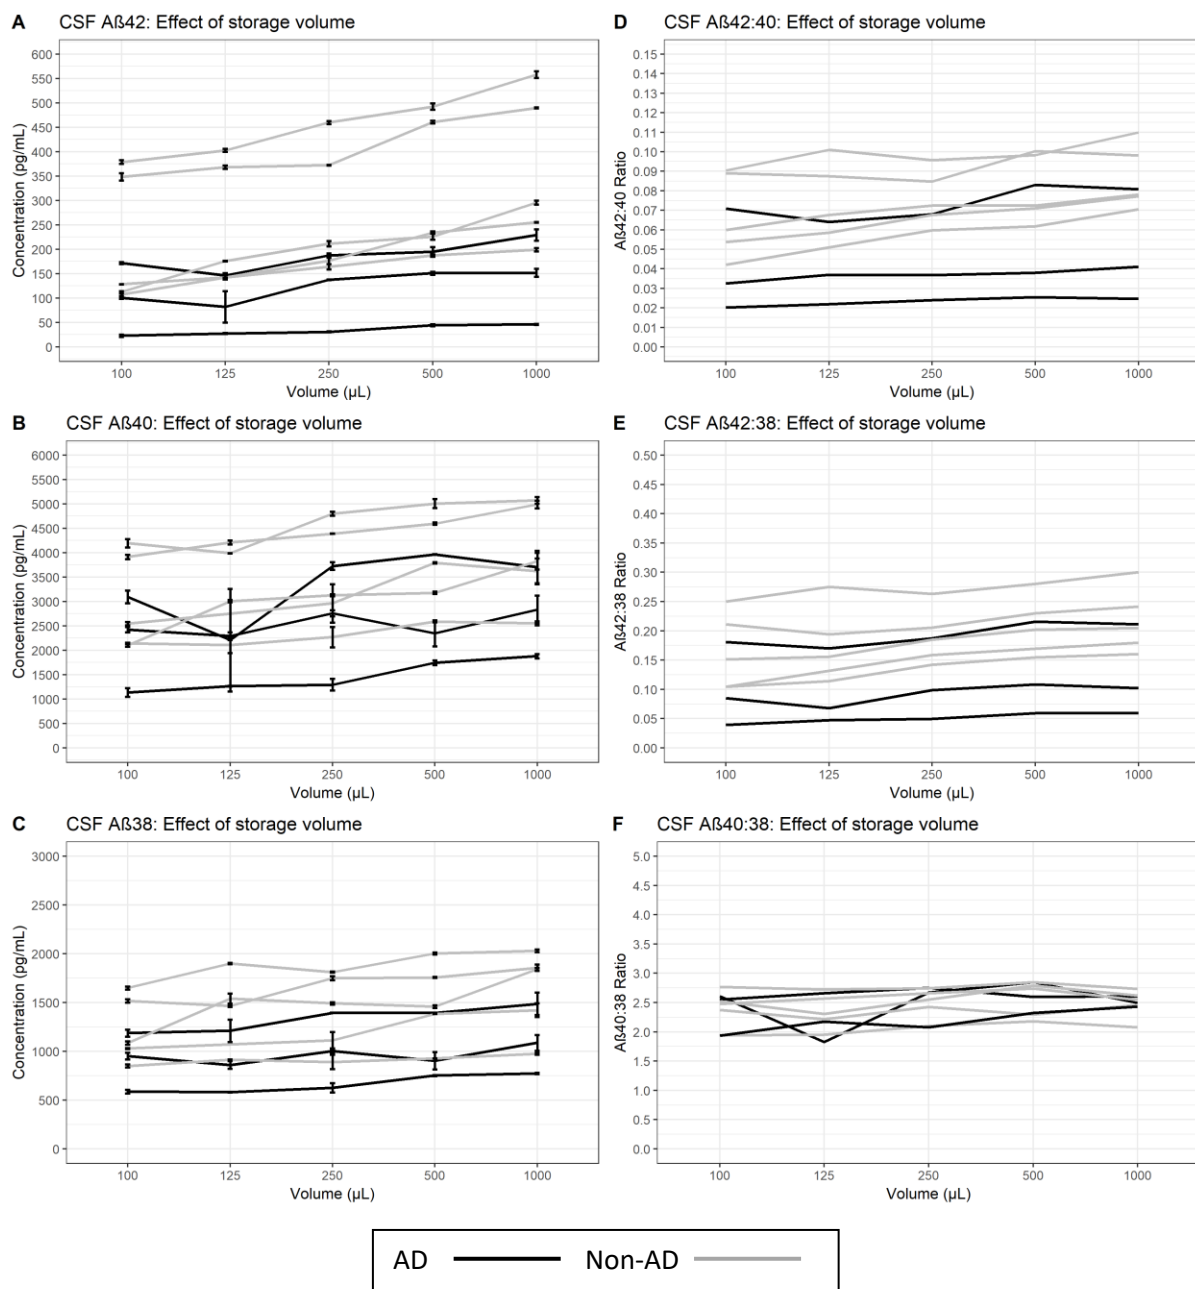 A CSF Aß42: Effect of storage volume
Concentration (pg/mL)
600
550
500
450
400
350
300
250
200
150
100
50
0
100 125 250 500 1000
Volume (µL)
D CSF Aß42:40: Effect of storage volume
Aß42:40 Ratio
0.15
0.14
0.13
0.12
0.11
0.10
0.09
0.08
0.07
0.06
0.05
0.04
0.03
0.02
0.01
0.00
100 125 250 500 1000
Volume (µL)
B CSF Aß40: Effect of storage volume
Concentration (pg/mL)
6000
5500
5000
4500
4000
3500
3000
2500
2000
1500
1000
500
0
100 125 250 500 1000
Volume (µL)
E CSF Aß42:38: Effect of storage volume
Aß42:38 Ratio
0.50
0.45
0.40
0.35
0.30
0.25
0.20
0.15
0.10
0.05
0.00
100 125 250 500 1000
Volume (µL)
C CSF Aß38: Effect of storage volume
Concentration (pg/mL)
3000
2500
2000
1500
1000
500
0
100 125 250 500 1000
Volume (µL)
F CSF Aß40:38: Effect of storage volume
Aß40:38 Ratio
5.0
4.5
4.0
3.5
3.0
2.5
2.0
1.5
1.0
0.5
0.0
100 125 250 500 1000
Volume (µL)
AD Non-AD